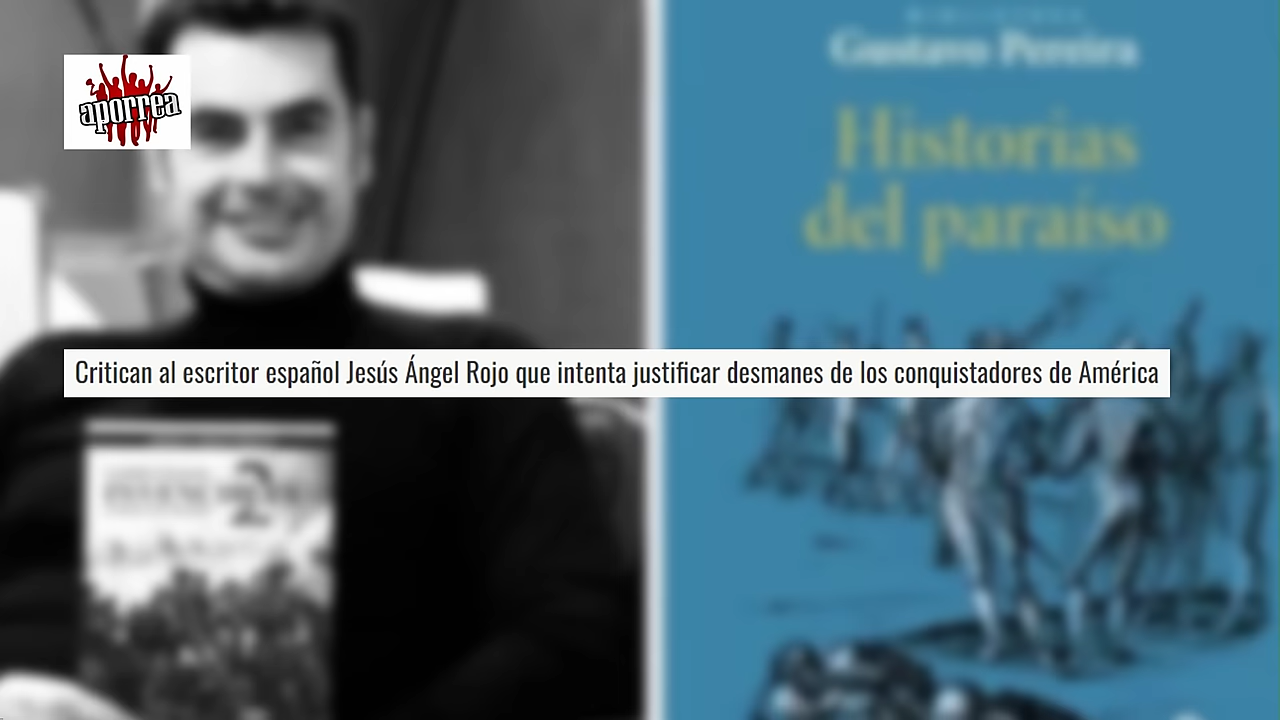 aporrea
Gustavo Pereira
Historias
del paraíso
Critican al escritor español Jesús Ángel Rojo que intenta justificar desmanes de los conquistadores de América
2